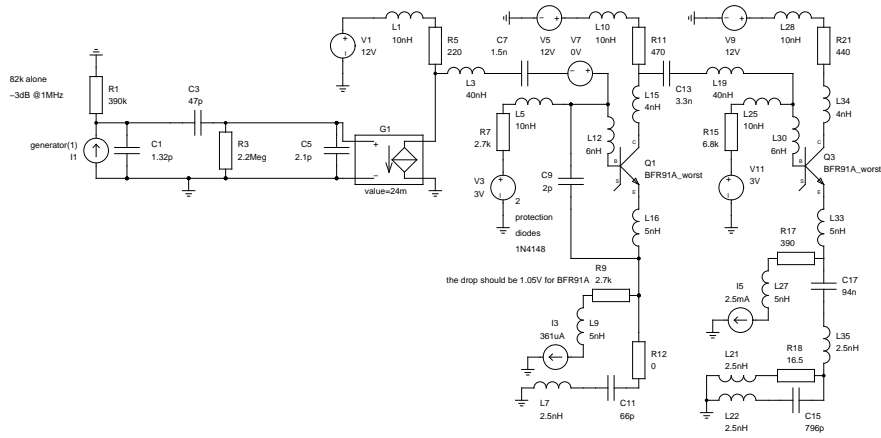 82k alone
–3dB @1MHz
R1
390k
generator(1)
I1
C1
1.32p
C3
47p
R3
2.2Meg
C5
2.1p
G1
+
–
value=24m
V1
12V
L1
10nH
R5
220
L3
40nH
C7
1.5n
V5
12V
V7
0V
L10
10nH
R11
470
L15
4nH
L5
10nH
R7
2.7k
V3
3V
2
protection
diodes
1N4148
C9
2p
L12
6nH
B
C
S
E
Q1
BFR91A_worst
L16
5nH
the drop should be 1.05V for BFR91A
R9
2.7k
I3
361uA
L9
5nH
R12
0
L7
2.5nH
C11
66p
C13
3.3n
L19
40nH
V9
12V
L28
10nH
R21
440
L34
4nH
L25
10nH
R15
6.8k
V11
3V
L30
6nH
B
C
S
E
Q3
BFR91A_worst
L33
5nH
R17
390
I5
2.5mA
L27
5nH
C17
94n
L35
2.5nH
L21
2.5nH
R18
16.5
L22
2.5nH
C15
796p